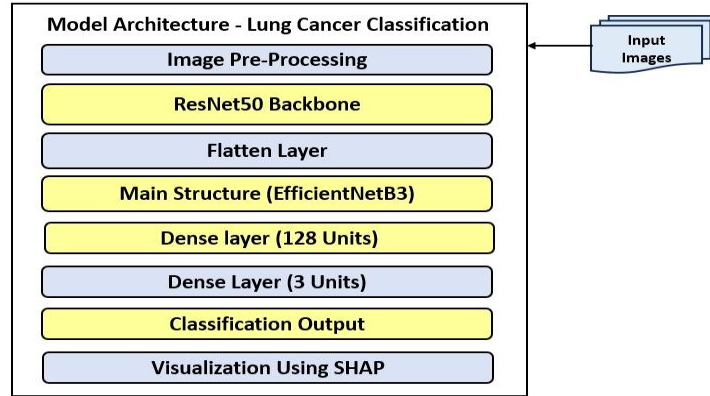 Model Architecture - Lung Cancer Classification
Image Pre-Processing
ResNet50 Backbone
Flatten Layer
Main Structure (EfficientNetB3)
Dense layer (128 Units)
Dense Layer (3 Units)
Classification Output
Visualization Using SHAP
Input
Images